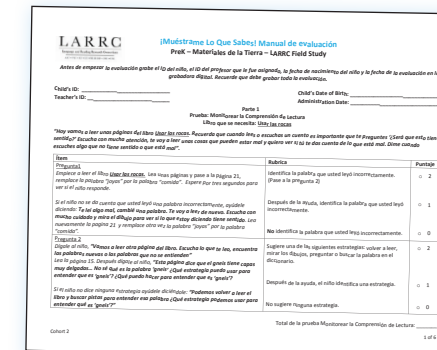 LARRC
¡Muéstrame Lo Que Sabes! Manual de evaluación
PreK – Materiales de la Tierra – LARRC Field Study
Antes de empezar la evaluación grabe el ID del niño, el ID del profesor que le fue asignado, la fecha de nacimiento del niño y la fecha de la evaluación en la
grabadora digital. Recuerde que debe grabar toda la evaluación.
Child's ID:
Child's Date of Birth:
Teacher's ID:
Administration Date:
Parte 1
Prueba: Monitorear la Comprensión de Lectura
Libro que se necesita: Usar las rocas
"Hoy vamos a leer unas páginas del libro Usar las rocas. Recuerda que cuando lees o escuchas un cuento es importante que te Preguntes '¿Será que esto tiene
sentido?' Escucha con mucha atención, te voy a leer unas cosas que pueden estar mal y quiero ver si tú te das cuenta de lo que está mal. Dime cuando
escuches algo que no tiene sentido o que está mal".
Ítem Rubrica Puntaje
Pregunta1
Empiece a leer el libro Usar las rocas. Lea unas páginas y pase a la página 21,
remplace la palabra "joyas" por la palabra "comida". Espere por tres segundos para
ver si el niño responde.
Identifica la palabra que usted leyó incorrectamente.
(Pase a la pregunta 2)
○ 2
Si el niño no se dio cuenta que usted leyó una palabra incorrectamente, ayúdele
diciendo: "Leí algo mal, cambié una palabra. Te voy a leer de nuevo. Escucha con
mucho cuidado y mira el dibujo para ver si lo que estoy diciendo tiene sentido. Lea
nuevamente la pagina 21 y remplace otra vez la palabra "joyas" por la palabra
"comida".
Después de la ayuda, identifica la palabra que usted leyó
incorrectamente.
○ 1
No identifica la palabra que usted leyó incorrectamente.
○ 0
Pregunta 2
Dígale al niño, "Vamos a leer otra página del libro. Escucha lo que te leo, encuentra
las palabras nuevas o las palabras que no se entienden"
Lea la página 15. Después dígale al niño, "Esta página dice que el gneis tiene capas
muy delgadas... No sé qué es la palabra 'gneis' ¿Qué estrategia puedo usar para
entender que es 'gneis'? ¿Qué puedo hacer para entender que es 'gneis'?
Sugiere una de las siguientes estrategias: volver a leer,
mirar los dibujos, preguntar o buscar la palabra en el
diccionario.
○ 2
Después de la ayuda, el niño identifica una estrategia.
○ 1
Si el niño no dice ninguna estrategia ayúdele diciéndole: "Podemos volver a leer el
libro y buscar pistas para entender esa palabra ¿Qué estrategia podemos usar para
entender qué es 'gneis'?"
No sugiere ninguna estrategia.
○ 0
Total de la prueba Monitorear la Comprensión de Lectura:
Cohort 3
1 of 6